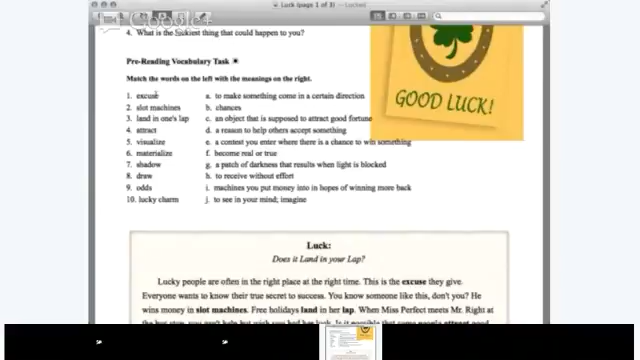 Luck (page 1 of 3) — Locked
Google+
4. What is the luckiest thing that could happen to you?
Pre-Reading Vocabulary Task
Match the words on the left with the meanings on the right.
1. excuse a. to make something come in a certain direction
2. slot machines b. chances
3. land in one's lap c. an object that is supposed to attract good fortune
4. attract d. a reason to help others accept something
5. visualize e. a contest you enter where there is a chance to win something
6. materialize f. become real or true
7. shadow g. a patch of darkness that results when light is blocked
8. draw h. to receive without effort
9. odds i. machines you put money into in hopes of winning more back
10. lucky charm j. to see in your mind; imagine
GOOD LUCK!
Luck:
Does it Land in your Lap?
Lucky people are often in the right place at the right time. This is the excuse they give.
Everyone wants to know their true secret to success. You know someone like this, don't you? He
wins money in slot machines. Free holidays land in her lap. When Miss Perfect meets Mr. Right at